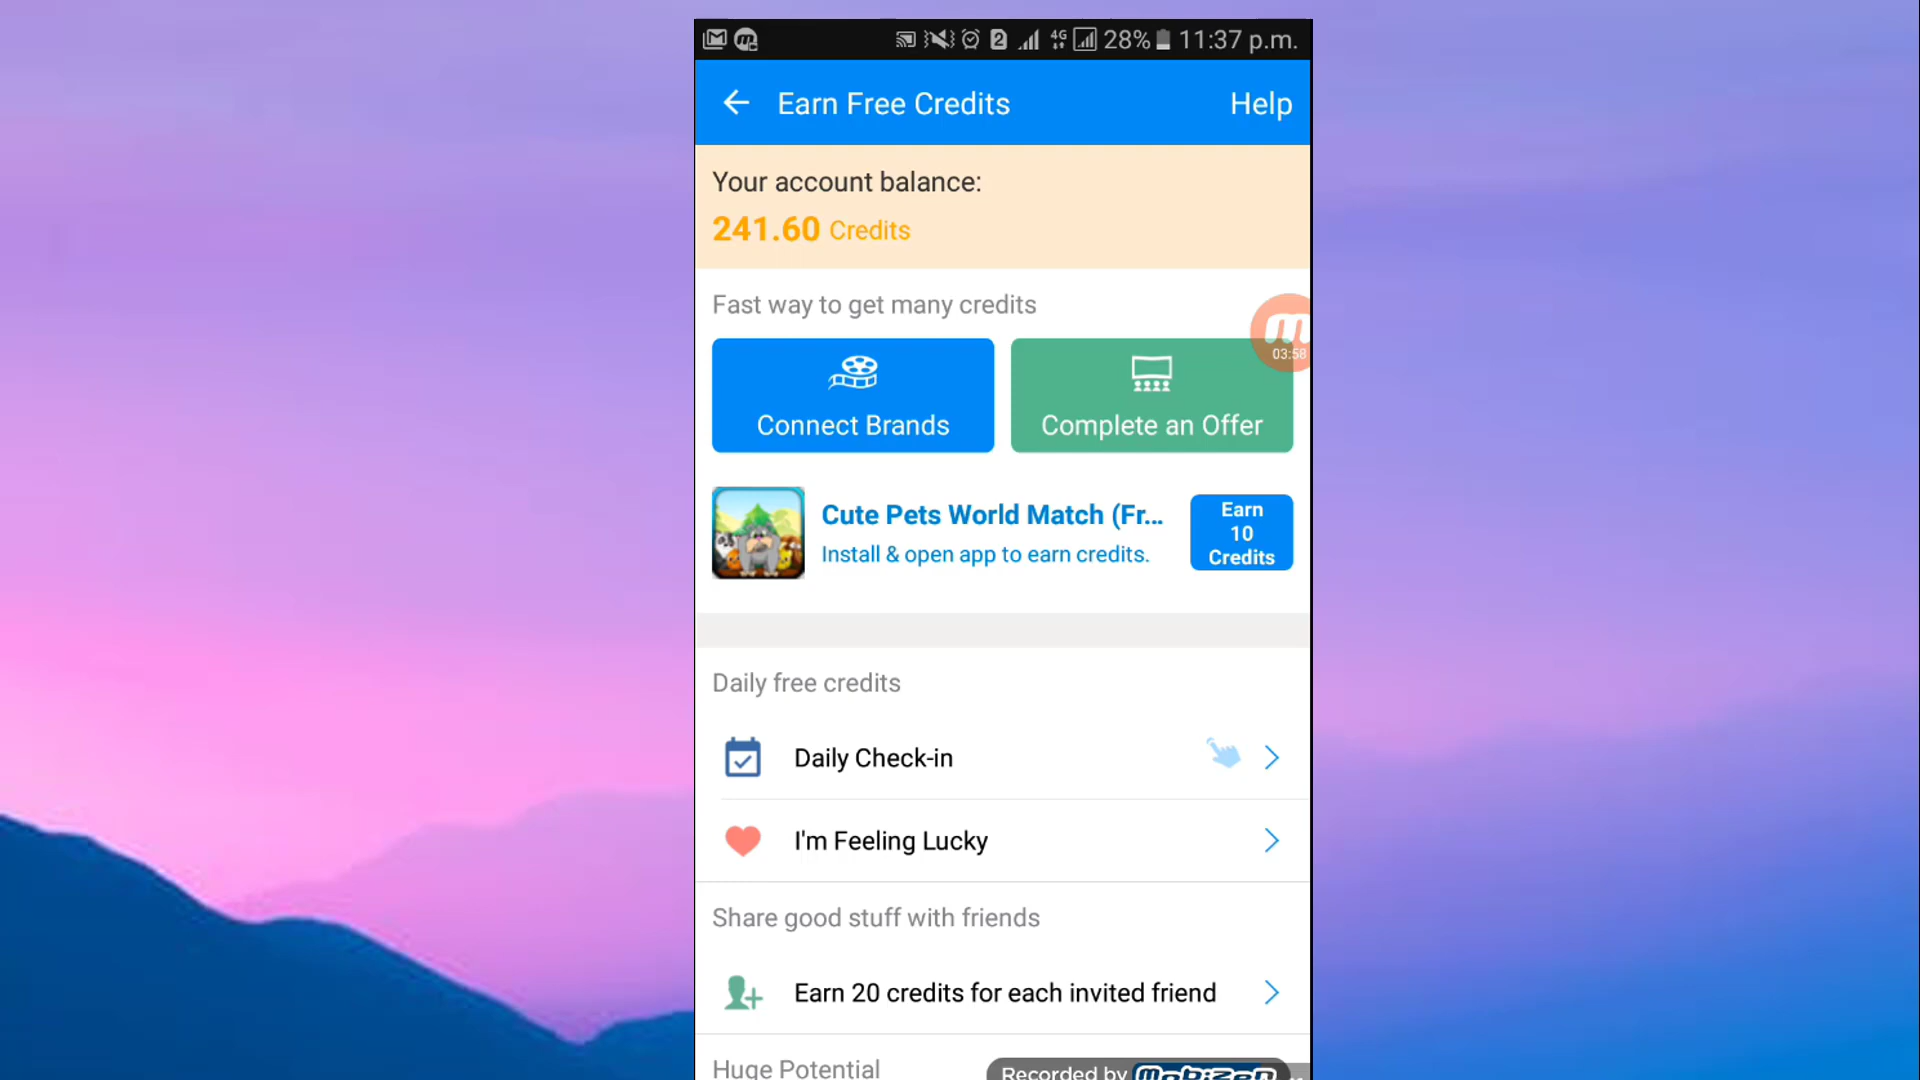 2 4G 28% 11:37 p.m.
Earn Free Credits Help
Your account balance:
241.60 Credits
Fast way to get many credits
03:58
Connect Brands
Complete an Offer
Cute Pets World Match (Fr...
Install & open app to earn credits.
Earn
10
Credits
Daily free credits
Daily Check-in
I'm Feeling Lucky
Share good stuff with friends
Earn 20 credits for each invited friend
Huge Potential
Recorded by mobizen